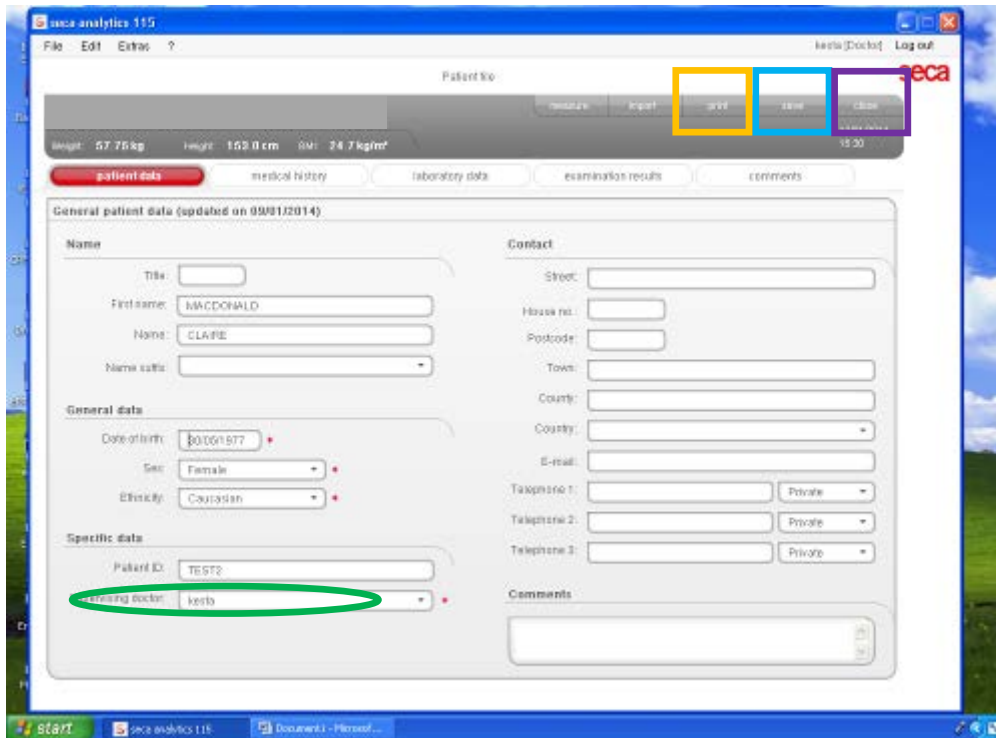 seca analytics 115
File Edit Extras ?
kesta [Doctor] Log out
Patient file
seca
measure import print save close
Weight: 57.75 kg Height: 153.0 cm BMI: 24.7 kg/m²
15:30
patient data medical history laboratory data examination results comments
General patient data (updated on 09/01/2014)
Name
Title:
First name: MACDONALD
Name: CLAIRE
Name suffix:
General data
Date of birth: 30/05/1977 *
Sex: Female *
Ethnicity: Caucasian *
Specific data
Patient ID: TEST2
doctor: kesta *
Contact
Street:
House no.:
Postcode:
Town:
County:
Country:
E-mail:
Telephone 1: Private
Telephone 2: Private
Telephone 3: Private
Comments
start seca analytics 115 Document1 - Microsof...